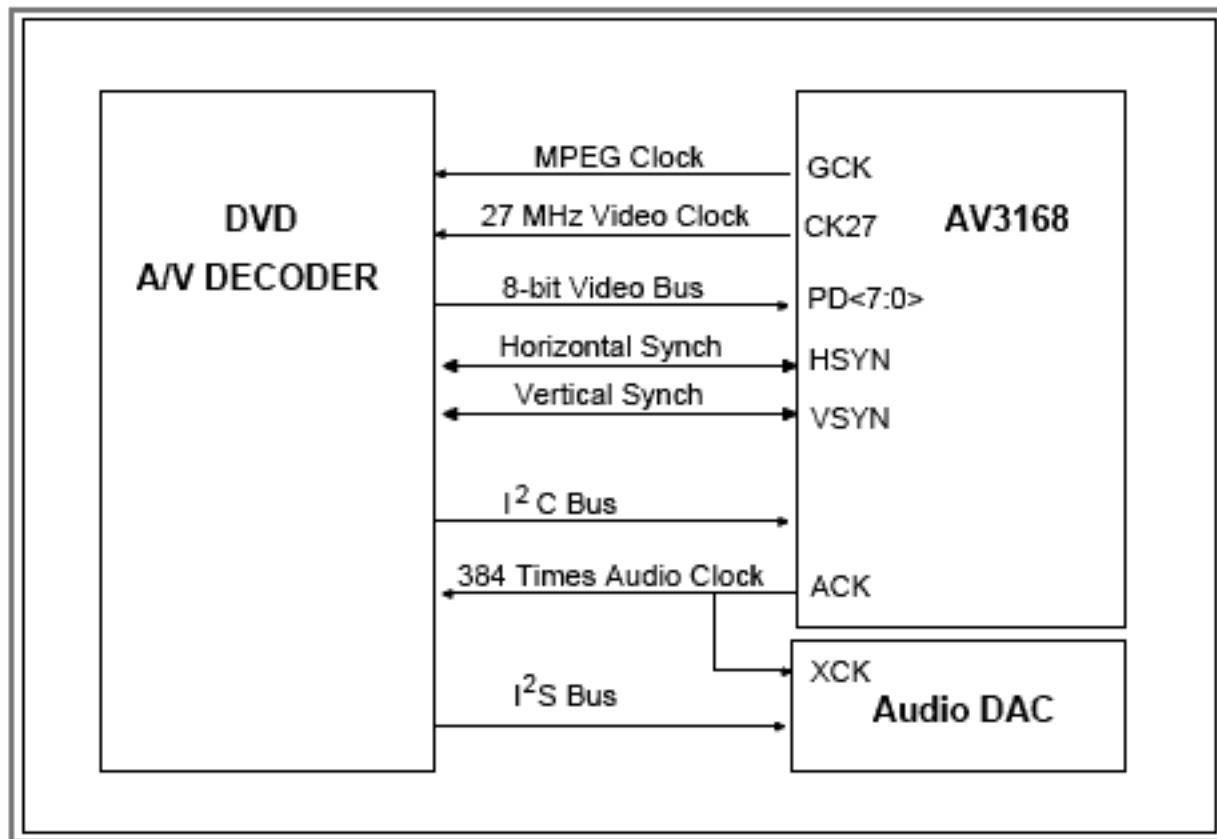 DVD
A/V DECODER
MPEG Clock
27 MHz Video Clock
8-bit Video Bus
Horizontal Synch
Vertical Synch
I² C Bus
384 Times Audio Clock
I²S Bus
GCK
CK27
AV3168
PD<7:0>
HSYN
VSYN
ACK
XCK
Audio DAC